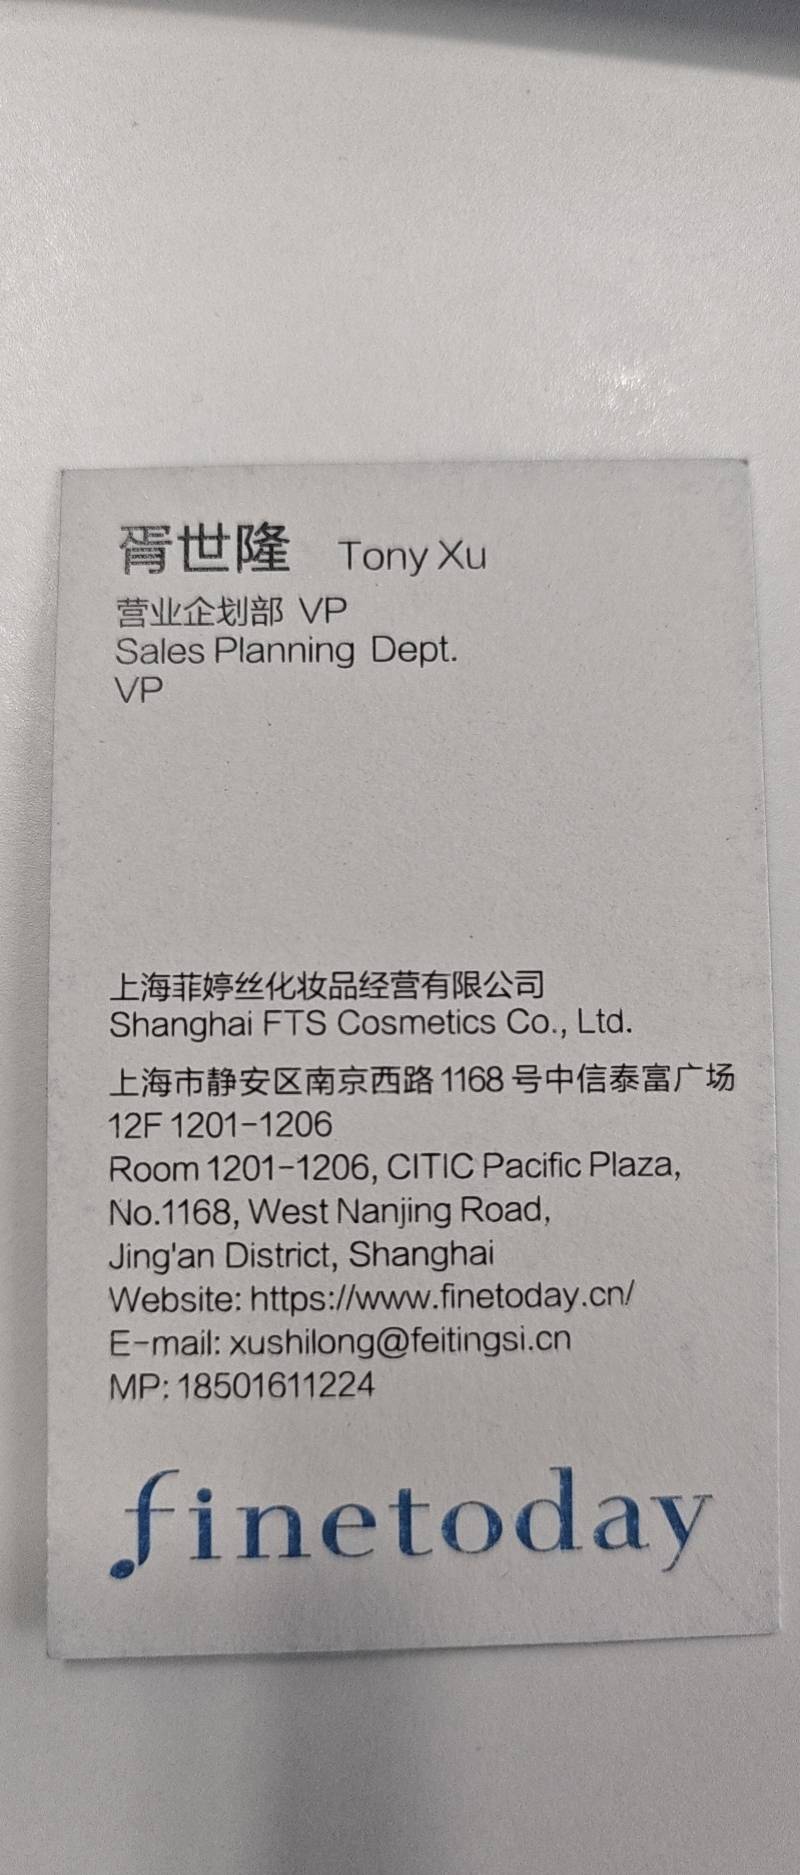 胥世隆 Tony Xu
营业企划部 VP
Sales Planning Dept.
VP
上海菲婷丝化妆品经营有限公司
Shanghai FTS Cosmetics Co., Ltd.
上海市静安区南京西路1168号中信泰富广场
12F 1201-1206
Room 1201-1206, CITIC Pacific Plaza,
No.1168, West Nanjing Road,
Jing'an District, Shanghai
Website: https://www.finetoday.cn/
E-mail: xushilong@feitingsi.cn
MP: 18501611224
finetoday